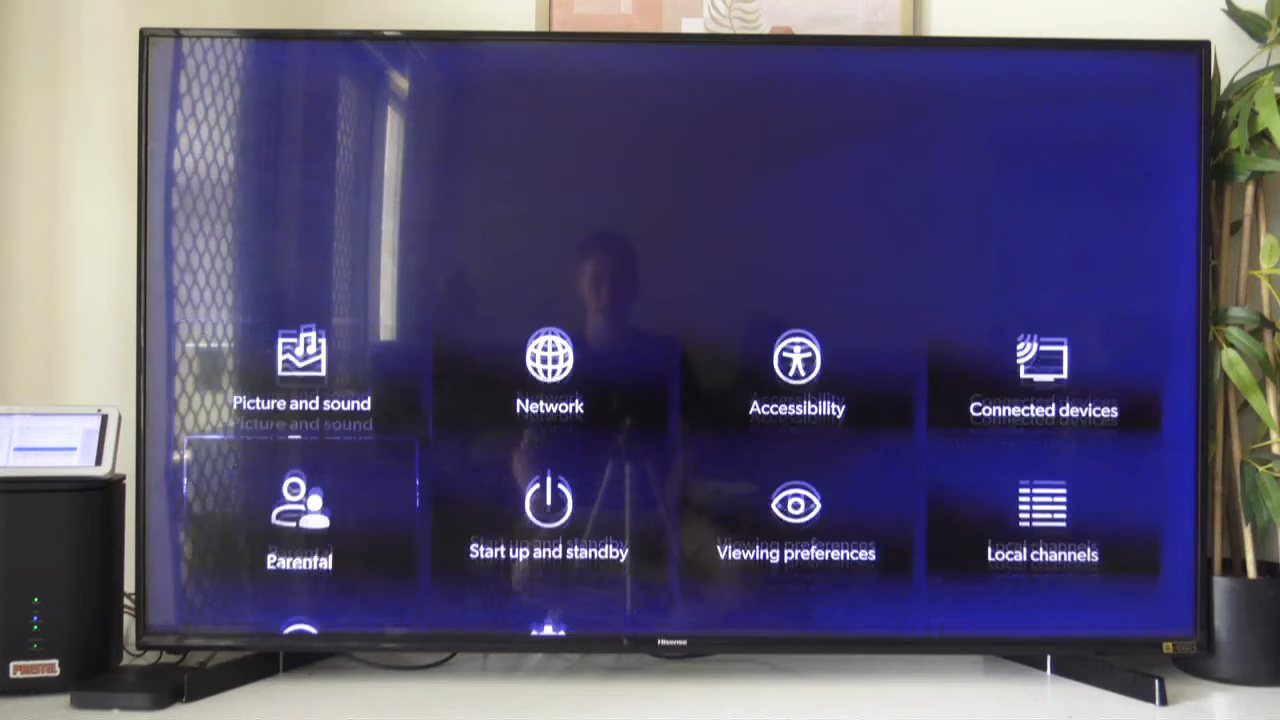 Picture and sound
Network
Accessibility
Connected devices
Parental
Start up and standby
Viewing preferences
Local channels
Hisense